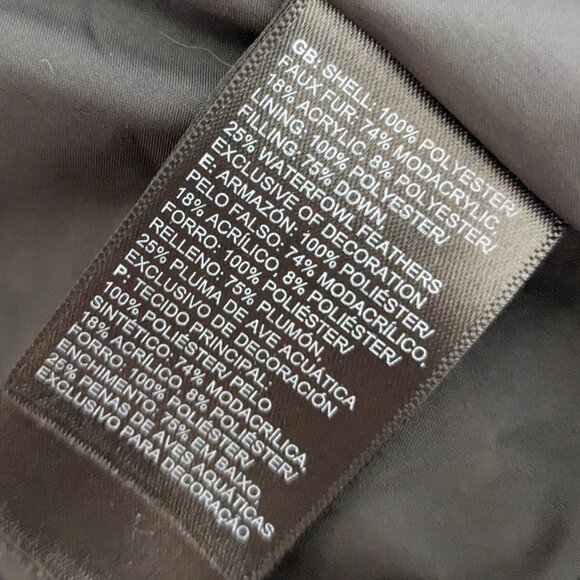 GB. SHELL: 100% POLYESTER/
FAUX FUR: 74% MODACRYLIC,
18% ACRYLIC, 8% POLYESTER/
LINING: 100% POLYESTER/
FILLING: 75% DOWN,
25% WATERFOWL FEATHERS
EXCLUSIVE OF DECORATION
E: ARMAZÓN: 100% POLIÉSTER/
PELO FALSO: 74% MODACRÍLICO,
18% ACRÍLICO, 8% POLIÉSTER/
FORRO: 100% POLIÉSTER/
RELLENO: 75% PLUMÓN,
25% PLUMA DE AVE ACUÁTICA
EXCLUSIVO DE DECORACIÓN
P: TECIDO PRINCIPAL:
100% POLIÉSTER/ PELO
SINTÉTICO: 74% MODACRÍLICA,
18% ACRÍLICO, 8% POLIÉSTER/
FORRO: 100% POLIÉSTER/
ENCHIMENTO: 75% EM BAIXO,
25% PENAS DE AVES AQUÁTICAS
EXCLUSIVO PARA DECORAÇÃO